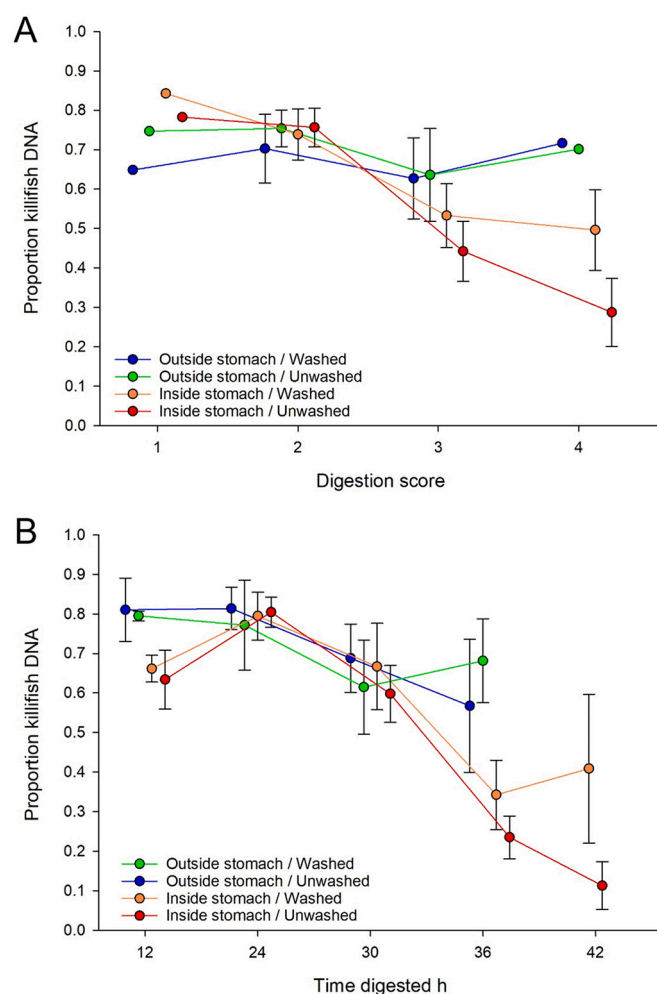 A
1.0
0.9
0.8
0.7
0.6
0.5
0.4
0.3
0.2
0.1
0.0
Proportion killifish DNA
Outside stomach / Washed
Outside stomach / Unwashed
Inside stomach / Washed
Inside stomach / Unwashed
1 2 3 4
Digestion score
B
1.0
0.9
0.8
0.7
0.6
0.5
0.4
0.3
0.2
0.1
0.0
Proportion killifish DNA
Outside stomach / Washed
Outside stomach / Unwashed
Inside stomach / Washed
Inside stomach / Unwashed
12 24 30 36 42
Time digested h